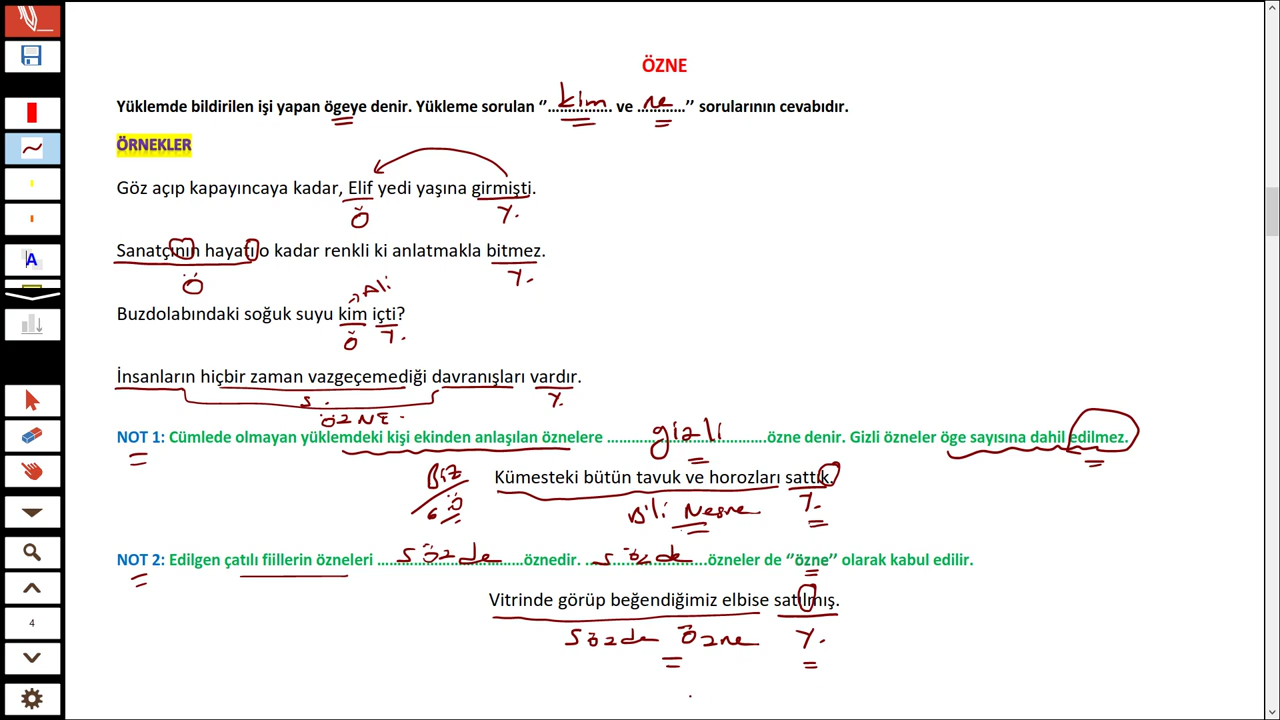 ÖZNE
Yüklemde bildirilen işi yapan ögeye denir. Yükleme sorulan “....kim.... ve ....ne....” sorularının cevabıdır.
ÖRNEKLER
Göz açıp kapayıncaya kadar, Elif yedi yaşına girmişti.
Ö Y.
Sanatçının hayatı o kadar renkli ki anlatmakla bitmez.
Ö Y.
Ali
Buzdolabındaki soğuk suyu kim içti?
Ö Y.
İnsanların hiçbir zaman vazgeçemediği davranışları vardır.
S. Y.
ÖZNE
NOT 1: Cümlede olmayan yüklemdeki kişi ekinden anlaşılan öznelere ......gizli......özne denir. Gizli özneler öge sayısına dahil edilmez.
Biz Kümesteki bütün tavuk ve horozları sattık.
G Ö Bli Nesne Y.
NOT 2: Edilgen çatılı fiillerin özneleri ....sözde....öznedir. ....sözde....özneler de “özne” olarak kabul edilir.
Vitrinde görüp beğendiğimiz elbise satılmış.
Sözde Özne Y.
A
4